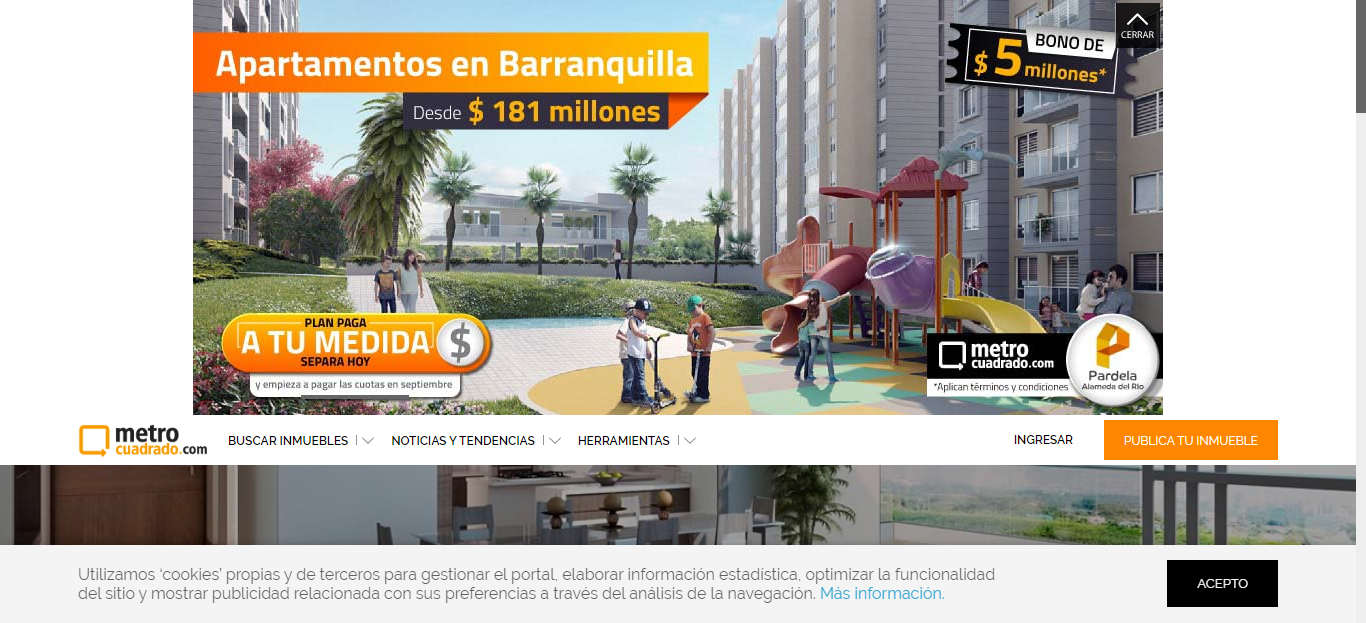 CERRAR
Apartamentos en Barranquilla
Desde $ 181 millones
BONO DE
$ 5 millones*
PLAN PAGA
A TU MEDIDA
SEPARA HOY
$
y empieza a pagar las cuotas en septiembre
metro
cuadrado.com
*Aplican términos y condiciones
Pardela
Alameda del Río
metro
cuadrado.com
BUSCAR INMUEBLES
NOTICIAS Y TENDENCIAS
HERRAMIENTAS
INGRESAR
PUBLICA TU INMUEBLE
Utilizamos ‘cookies’ propias y de terceros para gestionar el portal, elaborar información estadística, optimizar la funcionalidad
del sitio y mostrar publicidad relacionada con sus preferencias a través del análisis de la navegación. Más información.
ACEPTO